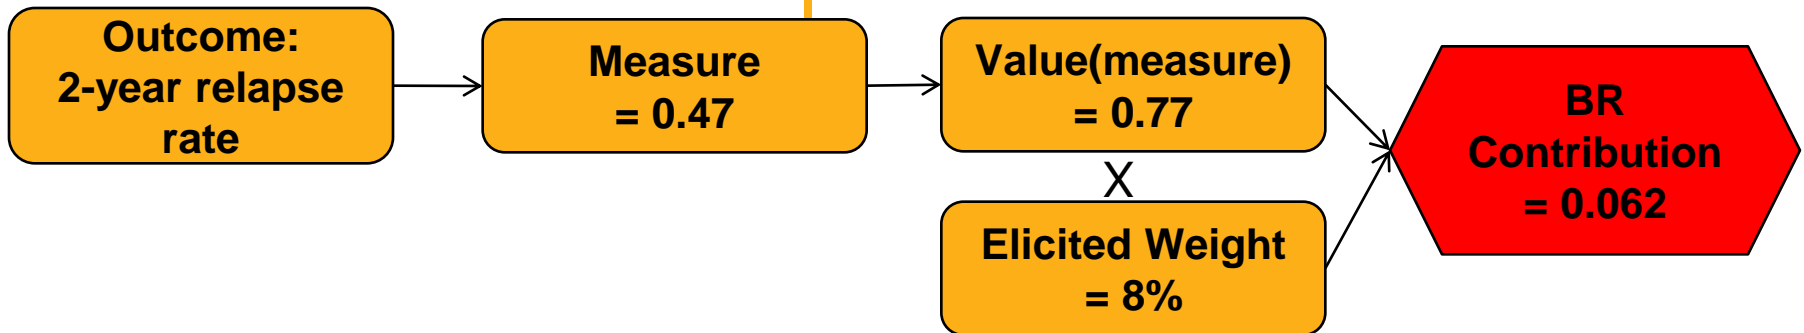 Outcome:
2-year relapse
rate
Measure
= 0.47
Value(measure)
= 0.77
X
Elicited Weight
= 8%
BR
Contribution
= 0.062